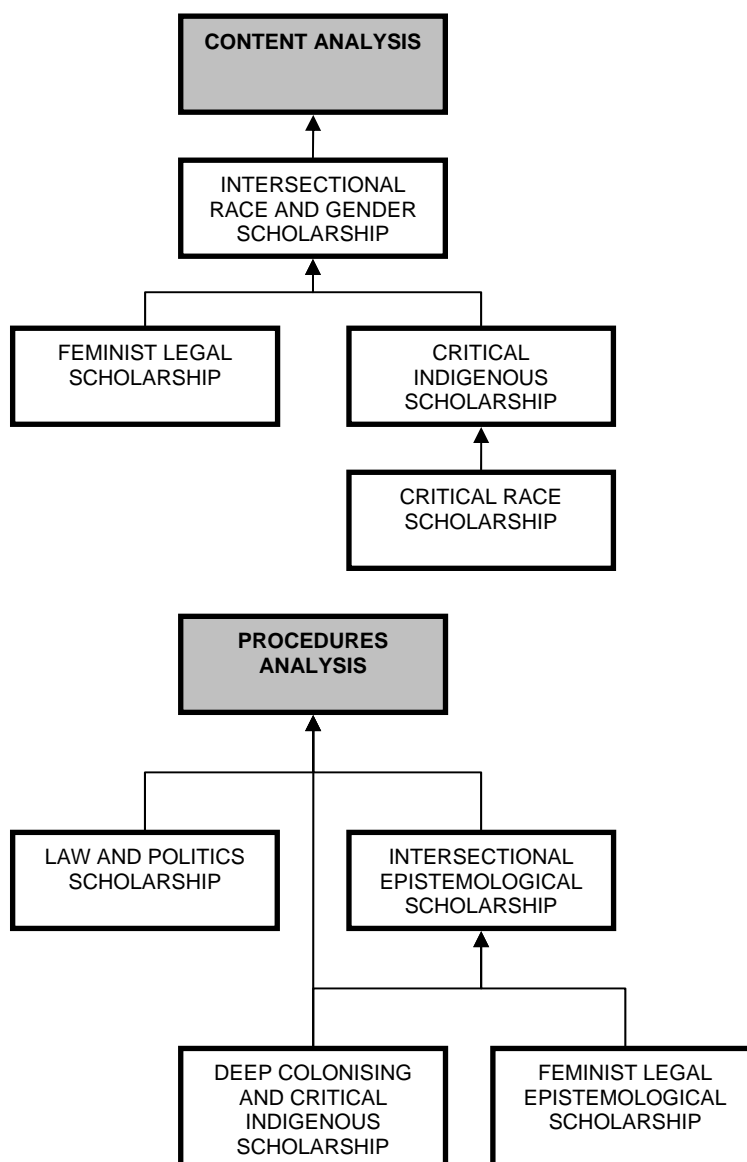 CONTENT ANALYSIS
INTERSECTIONAL
RACE AND GENDER
SCHOLARSHIP
FEMINIST LEGAL
SCHOLARSHIP
CRITICAL
INDIGENOUS
SCHOLARSHIP
CRITICAL RACE
SCHOLARSHIP
PROCEDURES
ANALYSIS
LAW AND POLITICS
SCHOLARSHIP
INTERSECTIONAL
EPISTEMOLOGICAL
SCHOLARSHIP
DEEP COLONISING
AND CRITICAL
INDIGENOUS
SCHOLARSHIP
FEMINIST LEGAL
EPISTEMOLOGICAL
SCHOLARSHIP